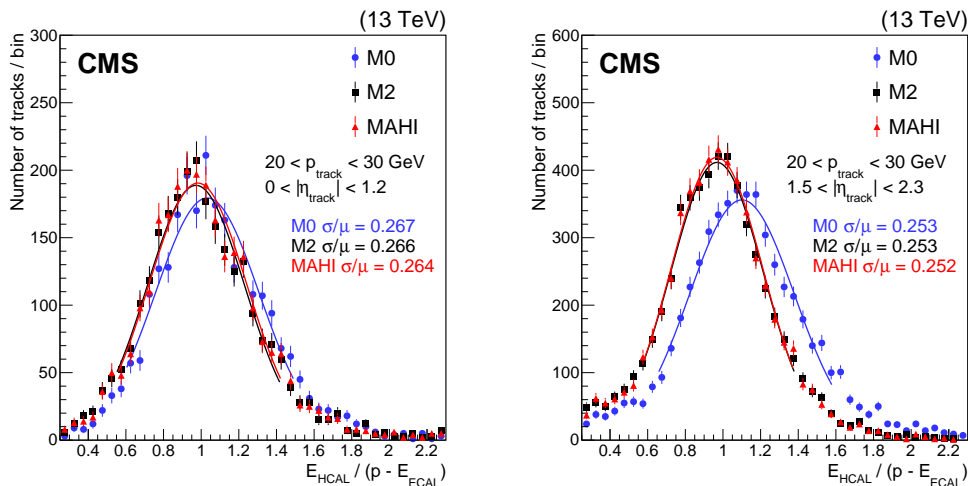 (13 TeV)
Number of tracks / bin
300
250
200
150
100
50
0
CMS
M0
M2
MAHI
20 < p_track < 30 GeV
0 < |η_track| < 1.2
M0 σ/μ = 0.267
M2 σ/μ = 0.266
MAHI σ/μ = 0.264
0.4 0.6 0.8 1 1.2 1.4 1.6 1.8 2 2.2
E_HCAL / (p - E_ECAL)
(13 TeV)
Number of tracks / bin
600
500
400
300
200
100
0
CMS
M0
M2
MAHI
20 < p_track < 30 GeV
1.5 < |η_track| < 2.3
M0 σ/μ = 0.253
M2 σ/μ = 0.253
MAHI σ/μ = 0.252
0.4 0.6 0.8 1 1.2 1.4 1.6 1.8 2 2.2
E_HCAL / (p - E_ECAL)